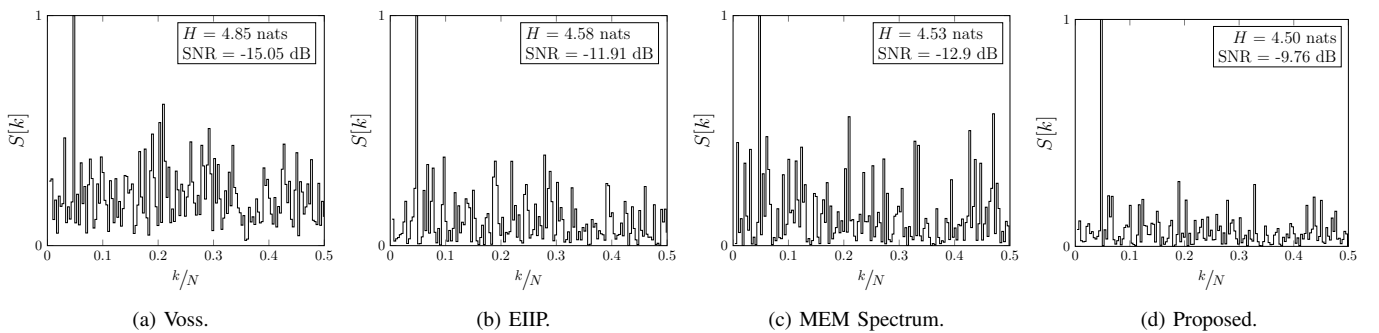 H = 4.85 nats
SNR = -15.05 dB
1
0
S[k]
0 0.1 0.2 0.3 0.4 0.5
k/N
(a) Voss.
H = 4.58 nats
SNR = -11.91 dB
1
0
S[k]
0 0.1 0.2 0.3 0.4 0.5
k/N
(b) EIIP.
H = 4.53 nats
SNR = -12.9 dB
1
0
S[k]
0 0.1 0.2 0.3 0.4 0.5
k/N
(c) MEM Spectrum.
H = 4.50 nats
SNR = -9.76 dB
1
0
S[k]
0 0.1 0.2 0.3 0.4 0.5
k/N
(d) Proposed.